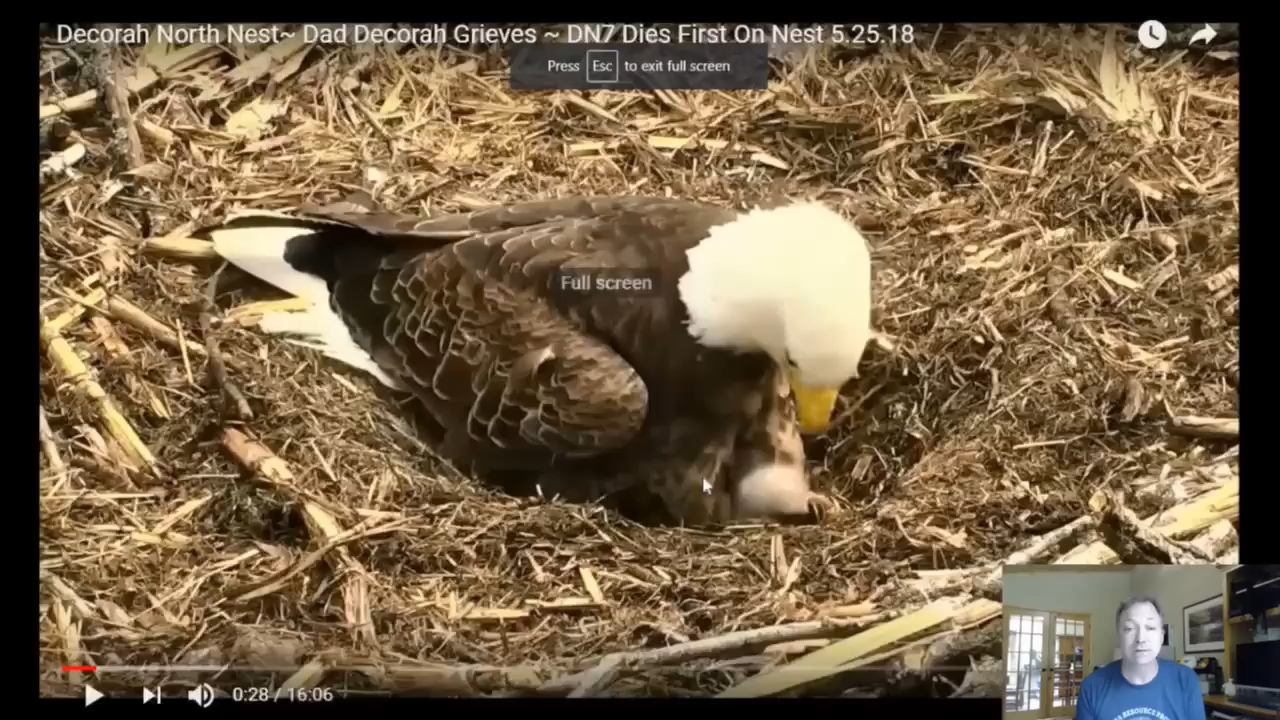 Decorah North Nest~ Dad Decorah Grieves ~ DN7 Dies First On Nest 5.25.18
Press Esc to exit full screen
Full screen
0:28 / 16:06
RESOURCE